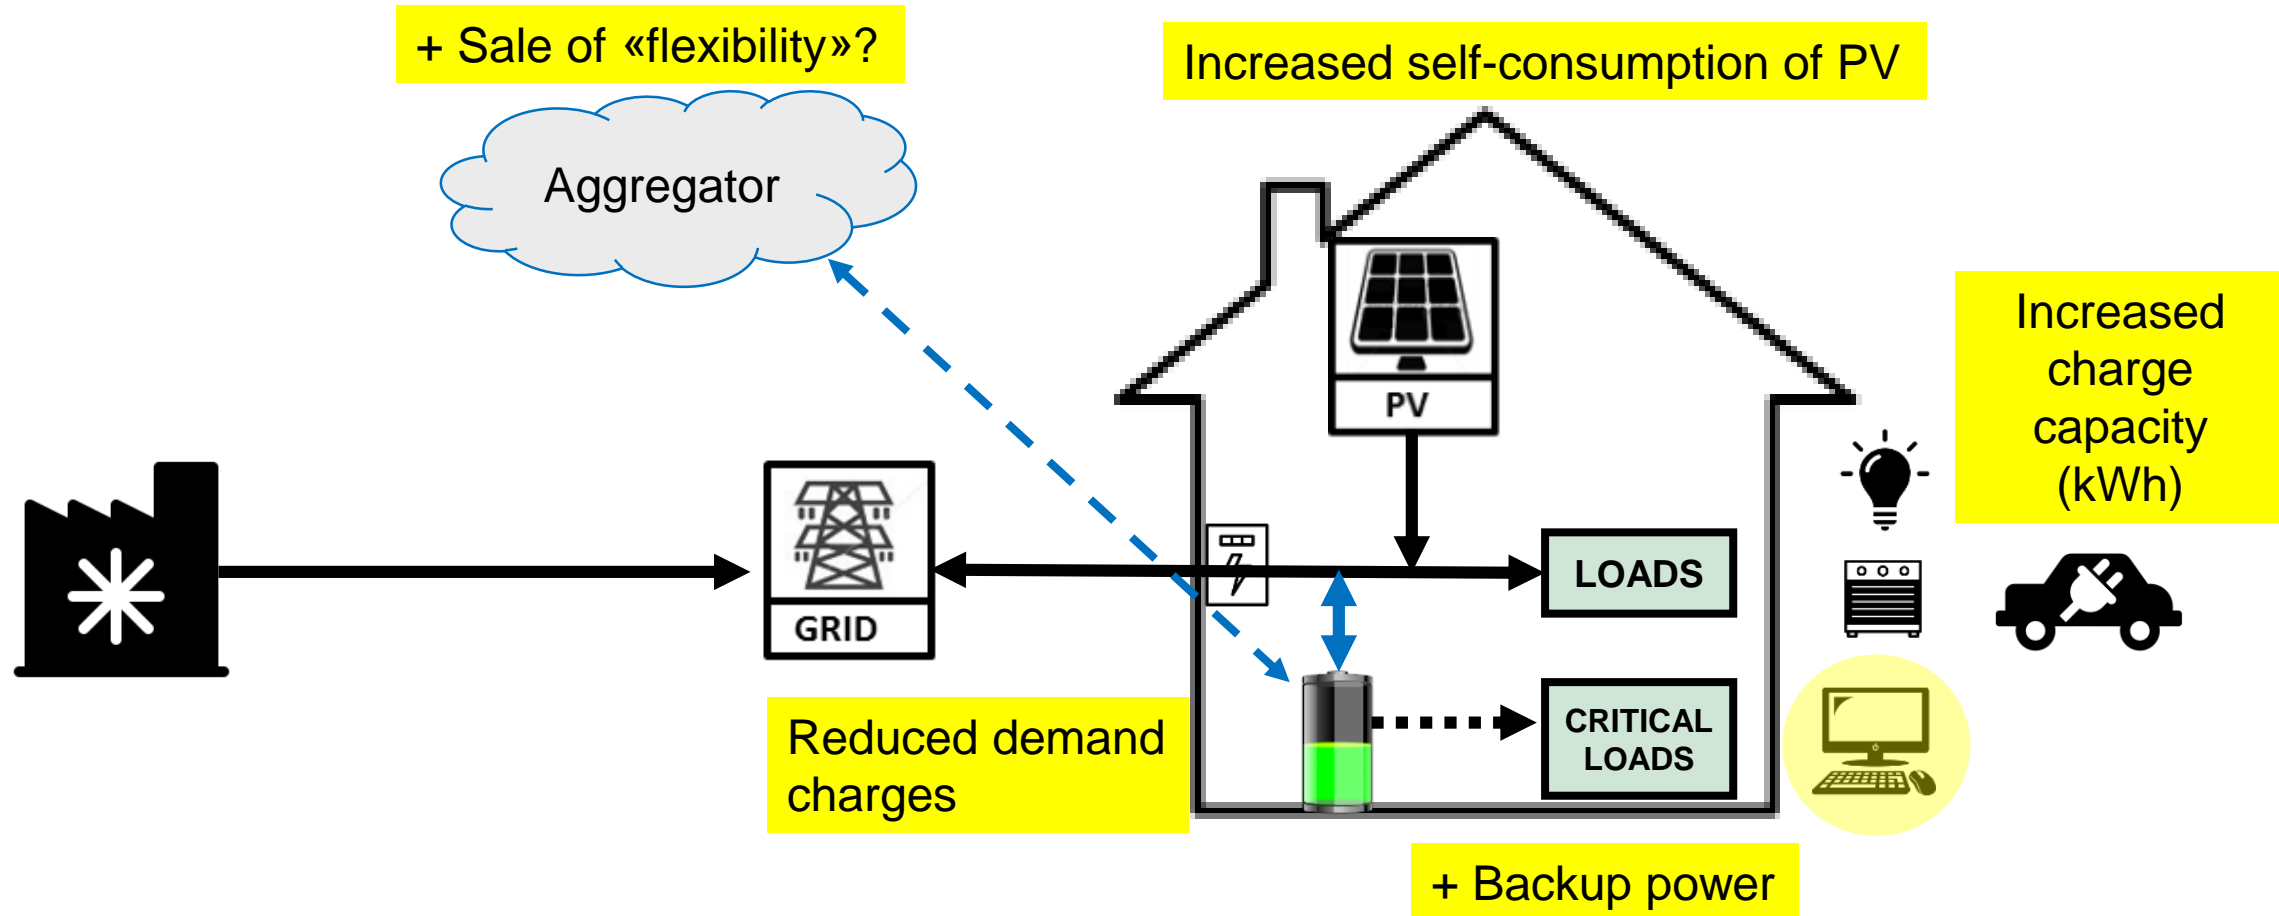 + Sale of «flexibility»?
Increased self-consumption of PV
Aggregator
Increased
charge
capacity
(kWh)
PV
GRID
LOADS
CRITICAL
LOADS
Reduced demand
charges
+ Backup power